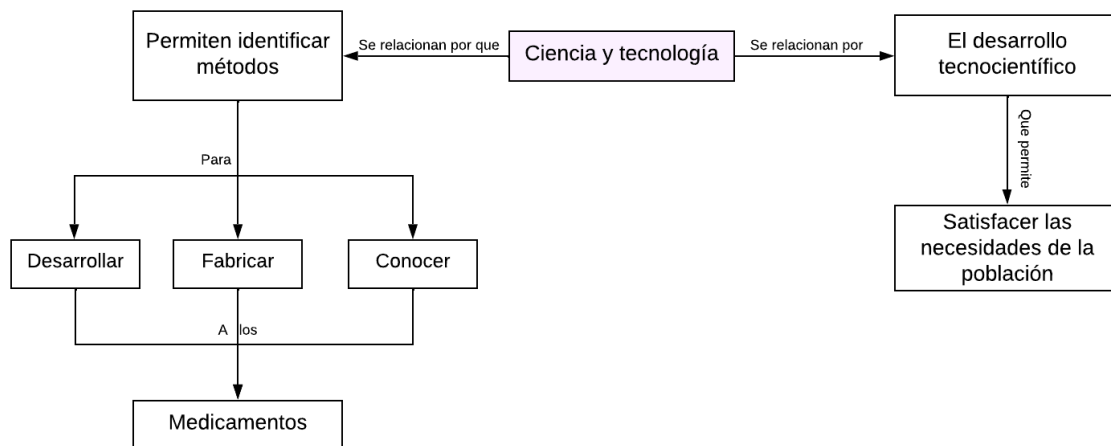 Permiten identificar
métodos
Se relacionan por que
Ciencia y tecnología
Se relacionan por
El desarrollo
tecnocientífico
Que permite
Satisfacer las
necesidades de la
población
Para
Desarrollar
Fabricar
Conocer
A los
Medicamentos